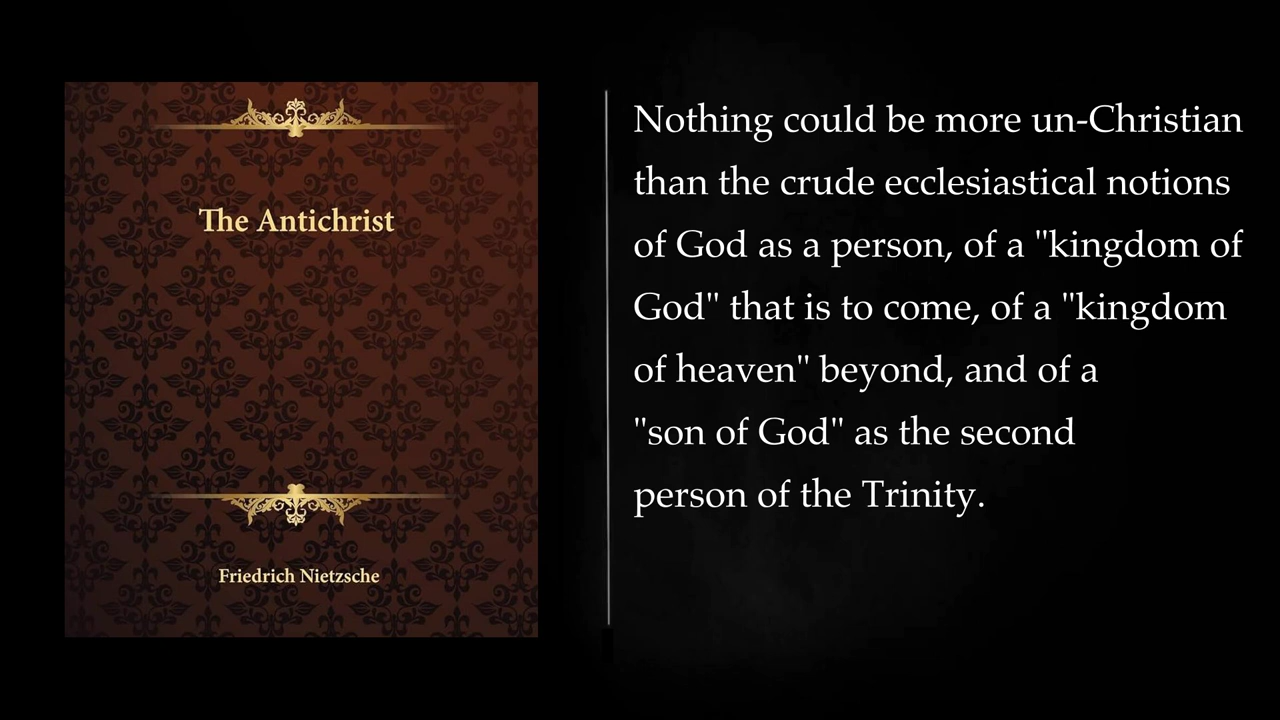 The Antichrist
Friedrich Nietzsche
Nothing could be more un-Christian
than the crude ecclesiastical notions
of God as a person, of a "kingdom of
God" that is to come, of a "kingdom
of heaven" beyond, and of a
"son of God" as the second
person of the Trinity.